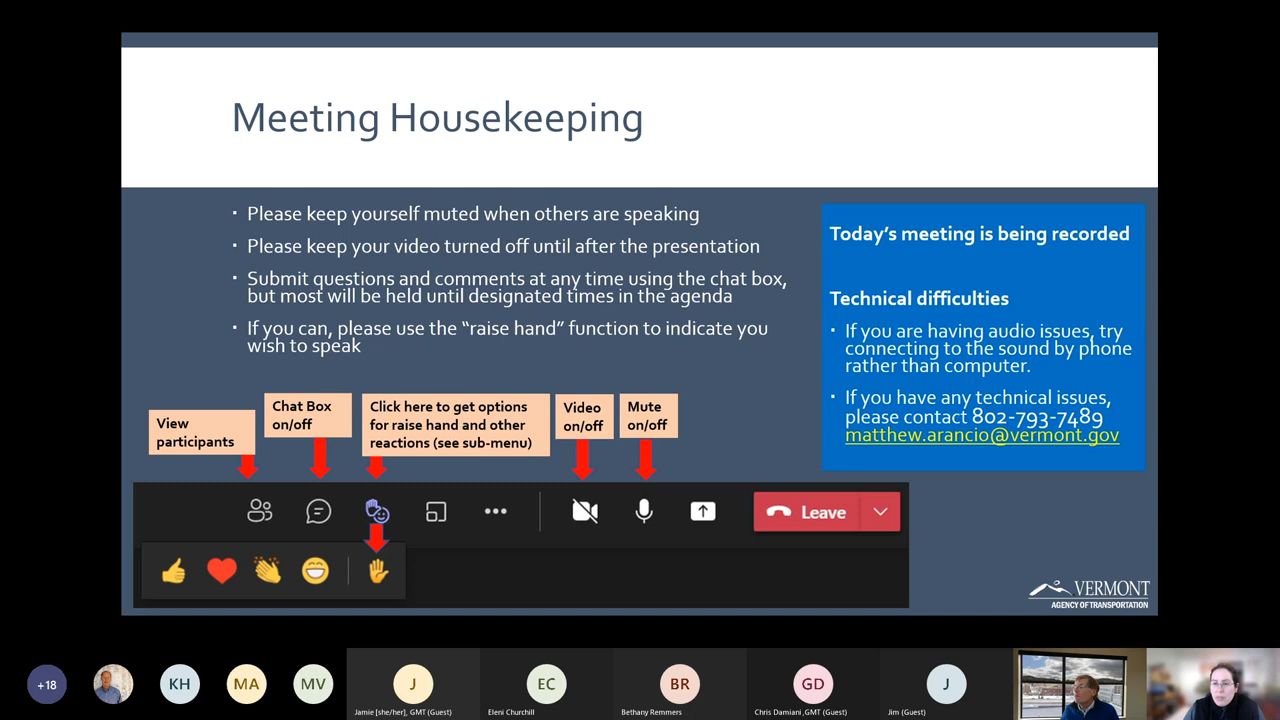 Meeting Housekeeping
Please keep yourself muted when others are speaking
Please keep your video turned off until after the presentation
Submit questions and comments at any time using the chat box,
but most will be held until designated times in the agenda
If you can, please use the “raise hand” function to indicate you
wish to speak
Today’s meeting is being recorded
Technical difficulties
If you are having audio issues, try
connecting to the sound by phone
rather than computer.
If you have any technical issues,
please contact 802-793-7489
matthew.arancio@vermont.gov
View
participants
Chat Box
on/off
Click here to get options
for raise hand and other
reactions (see sub-menu)
Video
on/off
Mute
on/off
Leave
VERMONT
AGENCY OF TRANSPORTATION
+18
KH
MA
MV
J
EC
BR
GD
J
Jamie [she/her], GMT (Guest)
Eleni Churchill
Bethany Remmers
Chris Damiani ,GMT (Guest)
Jim (Guest)